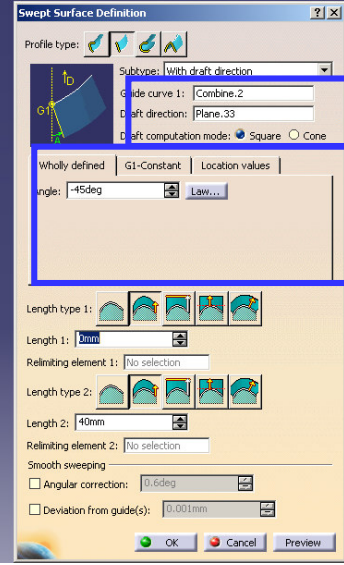 Swept Surface Definition
Profile type:
Subtype: With draft direction
Guide curve 1: Combine.2
Draft direction: Plane.33
Draft computation mode: Square Cone
D
G1
A
Wholly defined G1-Constant Location values
Angle: -45deg Law...
Length type 1:
Length 1: 0mm
Relimiting element 1: No selection
Length type 2:
Length 2: 40mm
Relimiting element 2: No selection
Smooth sweeping
Angular correction: 0.6deg
Deviation from guide(s): 0.001mm
OK Cancel Preview